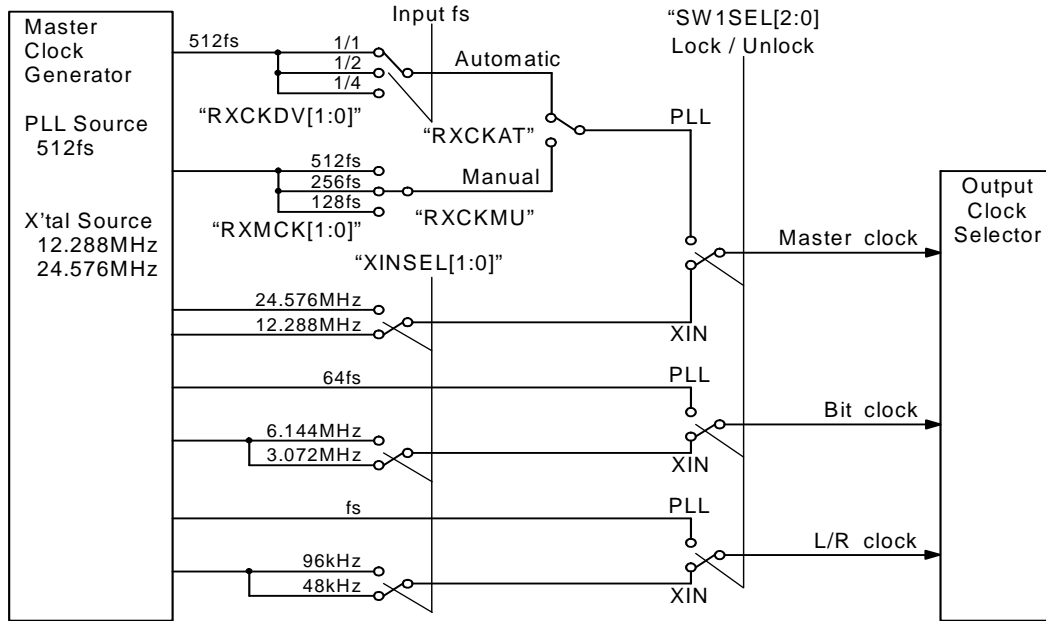 Master
Clock
Generator
PLL Source
512fs
X'tal Source
12.288MHz
24.576MHz
Input fs
“SW1SEL[2:0]
Lock / Unlock
512fs
1/1
1/2
1/4
Automatic
“RXCKDV[1:0]”
“RXCKAT”
PLL
512fs
256fs
128fs
Manual
“RXMCK[1:0]”
“RXCKMU”
“XINSEL[1:0]”
Master clock
Output
Clock
Selector
24.576MHz
12.288MHz
XIN
64fs
PLL
Bit clock
6.144MHz
3.072MHz
XIN
fs
PLL
L/R clock
96kHz
48kHz
XIN